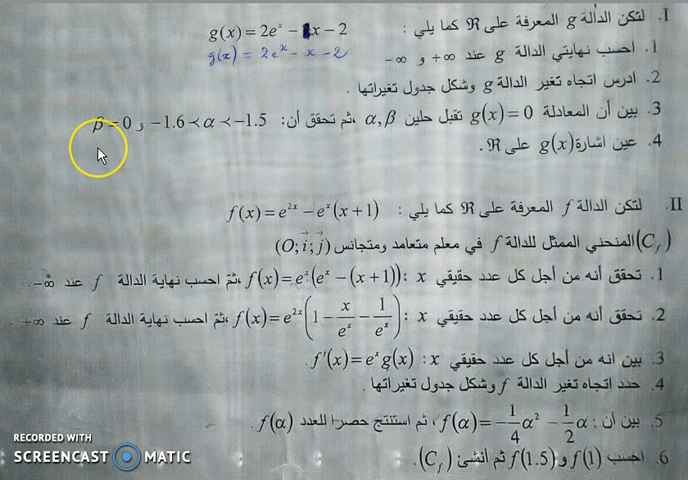 I. لتكن الدالة g المعرفة على ℜ كما يلي : g(x) = 2eˣ − x − 2
g(x) = 2eˣ − x − 2
1. احسب نهايتي الدالة g عند +∞ و −∞
2. ادرس اتجاه تغير الدالة g وشكل جدول تغيراتها .
3. بين أن المعادلة g(x) = 0 تقبل حلين α, β ،ثم تحقق أن: −1.6 ≺ α ≺ −1.5 و β = 0
4. عين اشارة g(x) على ℜ.
II. لتكن الدالة f المعرفة على ℜ كما يلي : f(x) = e²ˣ − eˣ(x+1)
(C_f) المنحني الممثل للدالة f في معلم متعامد ومتجانس (O; i; j)
1. تحقق أنه من أجل كل عدد حقيقي x : f(x) = eˣ(eˣ − (x+1)) ،ثم احسب نهاية الدالة f عند −∞.
2. تحقق أنه من أجل كل عدد حقيقي x : f(x) = e²ˣ(1 − x/eˣ − 1/eˣ) ،ثم احسب نهاية الدالة f عند +∞ .
3. بين انه من أجل كل عدد حقيقي x : f'(x) = eˣg(x) .
4. حدد اتجاه تغير الدالة f وشكل جدول تغيراتها .
5. بين أن : f(α) = −1/4 α² − 1/2 α ، ثم استنتج حصرا للعدد f(α) .
6. احسب f(1) و f(1.5) ثم أنشئ (C_f) .
RECORDED WITH
SCREENCAST MATIC